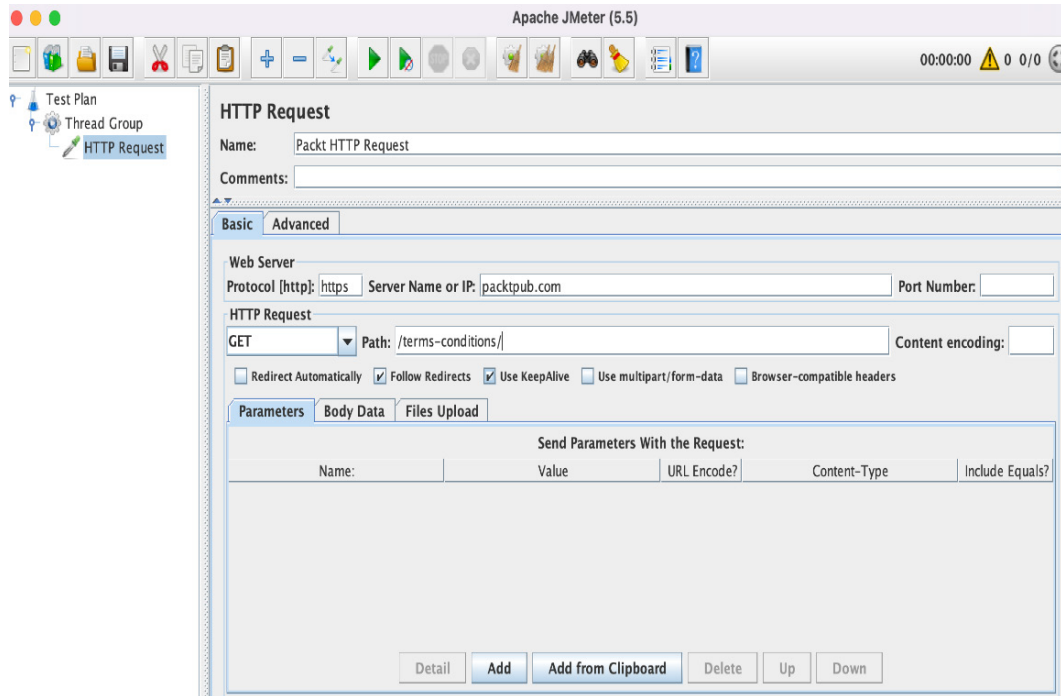 Apache JMeter (5.5)
STOP
00:00:00 0 0/0
Test Plan
Thread Group
HTTP Request
HTTP Request
Name: Packt HTTP Request
Comments:
Basic Advanced
Web Server
Protocol [http]: https Server Name or IP: packtpub.com Port Number:
HTTP Request
GET Path: /terms-conditions/ Content encoding:
Redirect Automatically Follow Redirects Use KeepAlive Use multipart/form-data Browser-compatible headers
Parameters Body Data Files Upload
Send Parameters With the Request:
Name: Value URL Encode? Content-Type Include Equals?
Detail Add Add from Clipboard Delete Up Down